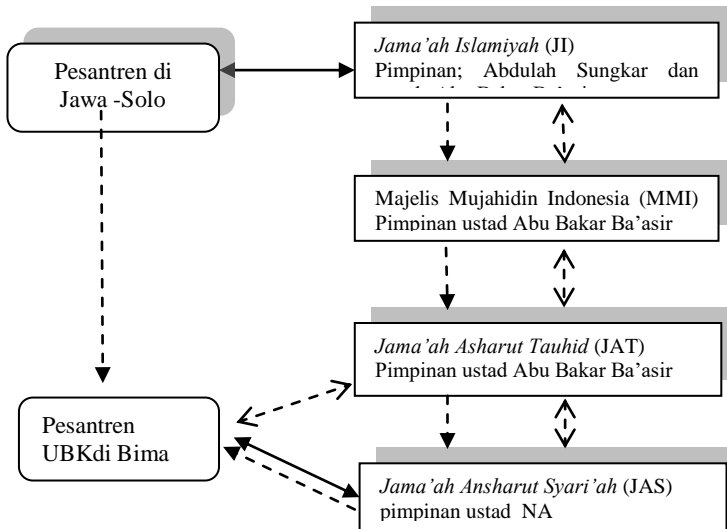 Pesantren di
Jawa -Solo
Jama'ah Islamiyah (JI)
Pimpinan; Abdulah Sungkar dan
Majelis Mujahidin Indonesia (MMI)
Pimpinan ustad Abu Bakar Ba'asir
Jama'ah Asharut Tauhid (JAT)
Pimpinan ustad Abu Bakar Ba'asir
Pesantren
UBKdi Bima
Jama'ah Ansharut Syari'ah (JAS)
pimpinan ustad NA